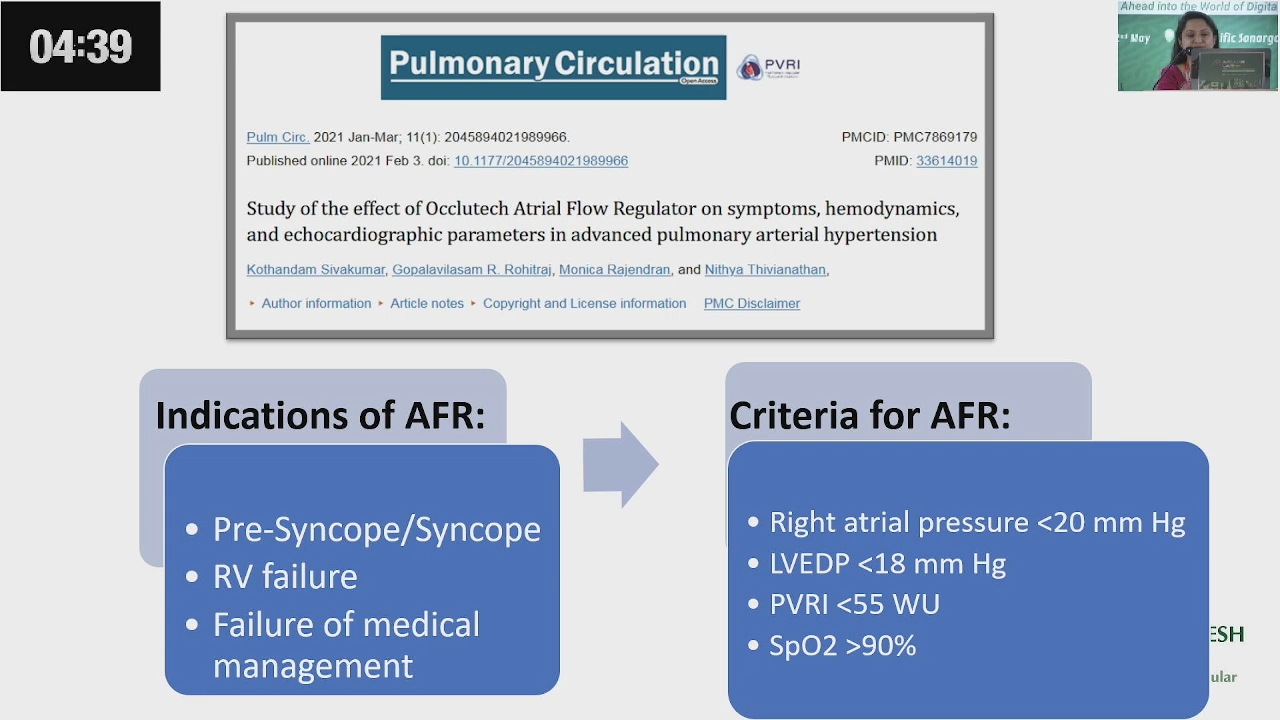 04:39
Ahead into the World of Digita
2nd May
ific Sonarga
Pulmonary Circulation
Open Access
PVRI
Pulm Circ. 2021 Jan-Mar; 11(1): 2045894021989966.
PMCID: PMC7869179
Published online 2021 Feb 3. doi: 10.1177/2045894021989966
PMID: 33614019
Study of the effect of Occlutech Atrial Flow Regulator on symptoms, hemodynamics,
and echocardiographic parameters in advanced pulmonary arterial hypertension
Kothandam Sivakumar, Gopalavilasam R. Rohitraj, Monica Rajendran, and Nithya Thivianathan,
▸ Author information ▸ Article notes ▸ Copyright and License information PMC Disclaimer
Indications of AFR:
• Pre-Syncope/Syncope
• RV failure
• Failure of medical
management
Criteria for AFR:
• Right atrial pressure <20 mm Hg
• LVEDP <18 mm Hg
• PVRI <55 WU
• SpO2 >90%
ESH
ular